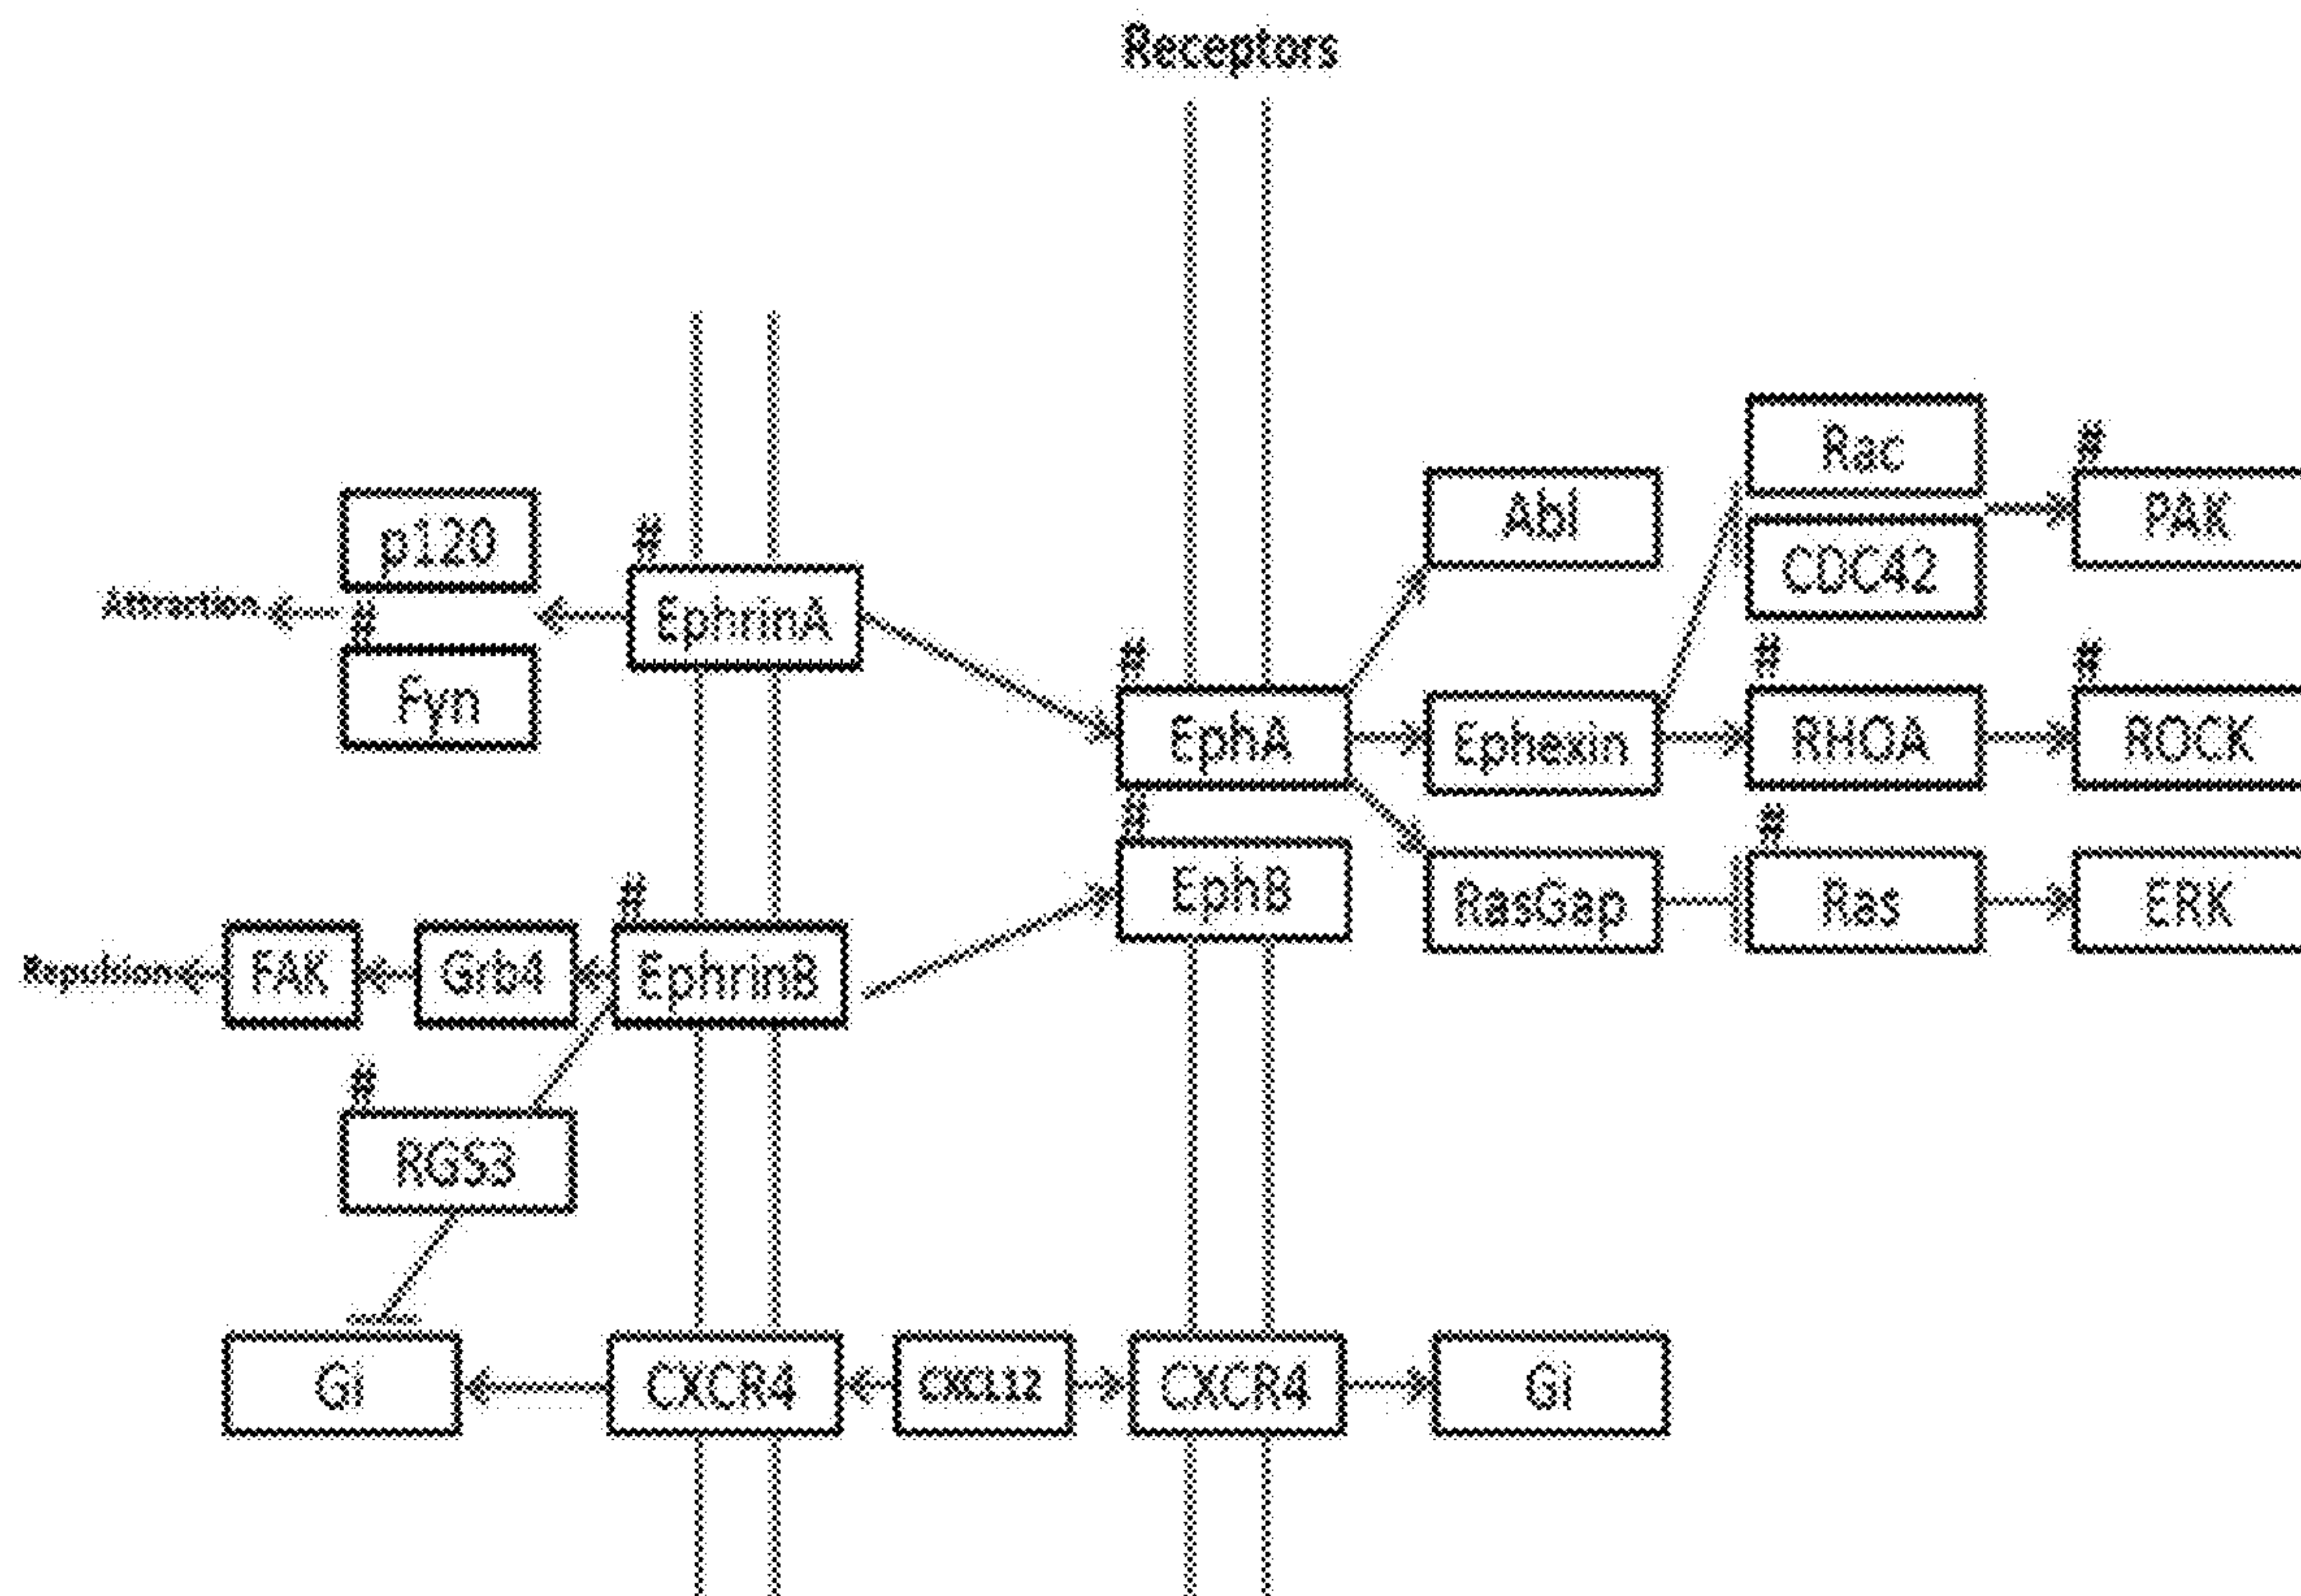 Receptors
Rac
#
Abl
PAK
p120
#
CDC42
Attraction
#
EphrinA
#
#
#
Fyn
EphA
Ephexin
RHOA
ROCK
#
#
#
EphB
RasGap
Ras
ERK
Repulsion
FAK
Grb4
EphrinB
#
RGS3
Gi
CXCR4
CXCL12
CXCR4
Gi